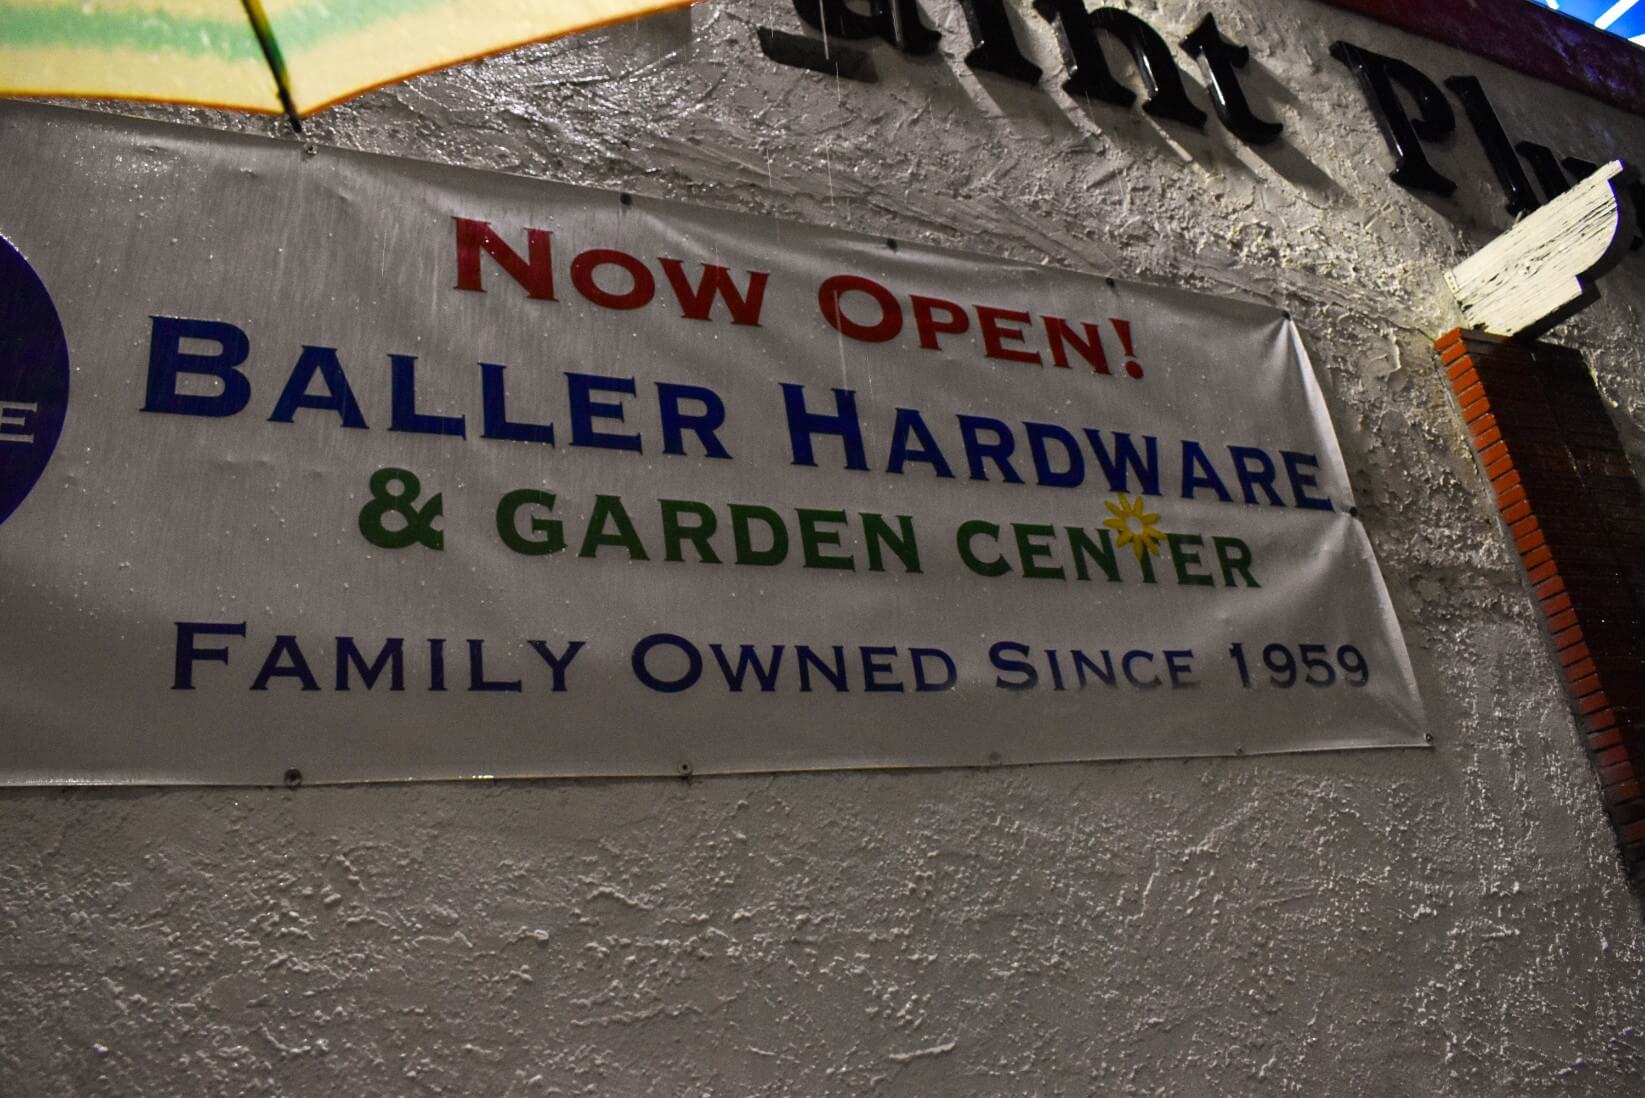 NOW OPEN!
BALLER HARDWARE
& GARDEN CENTER
FAMILY OWNED SINCE 1959